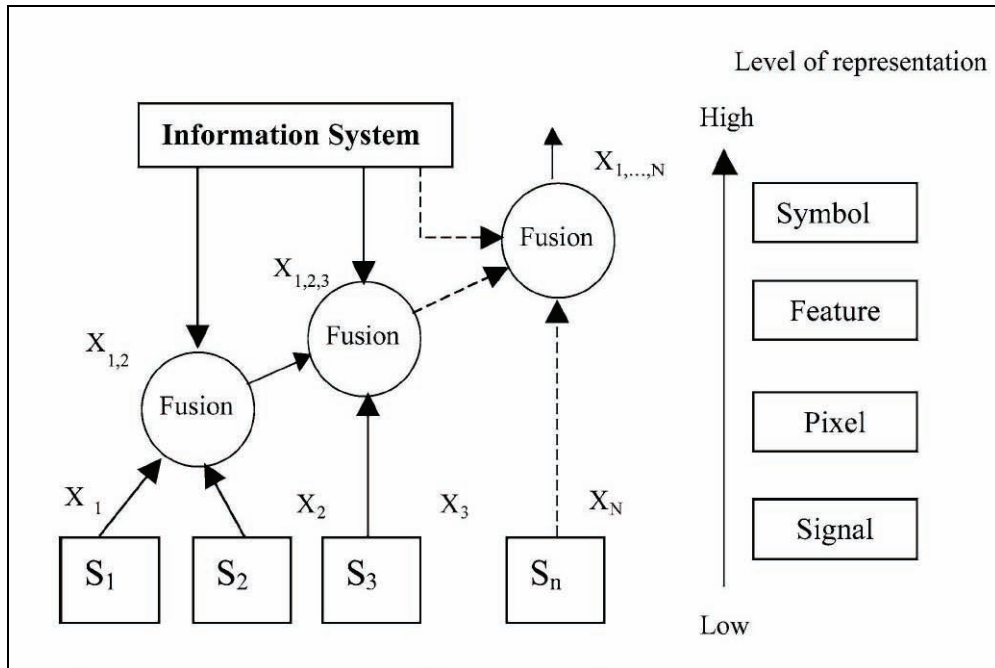 Level of representation
High
Information System
X1,...,N
Symbol
Fusion
X1,2,3
Feature
Fusion
X1,2
Fusion
Pixel
X 1
X2
X3
XN
Signal
S1
S2
S3
Sn
Low